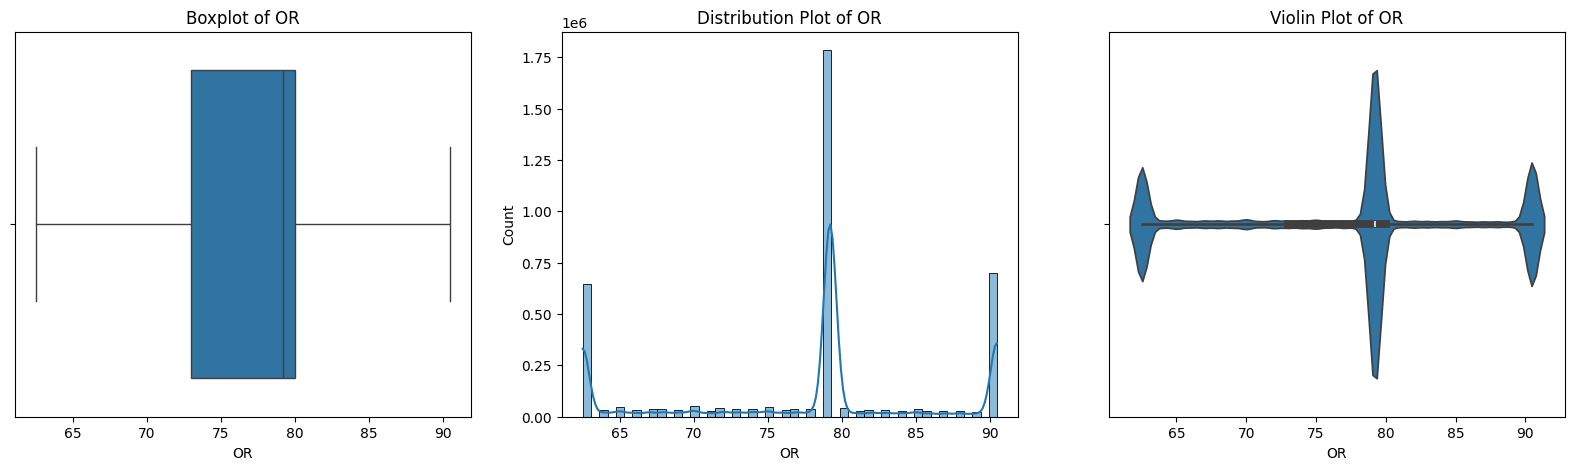 Boxplot of OR
65 70 75 80 85 90
OR
Distribution Plot of OR
1e6
1.75
1.50
1.25
1.00
0.75
0.50
0.25
0.00
Count
65 70 75 80 85 90
OR
Violin Plot of OR
65 70 75 80 85 90
OR